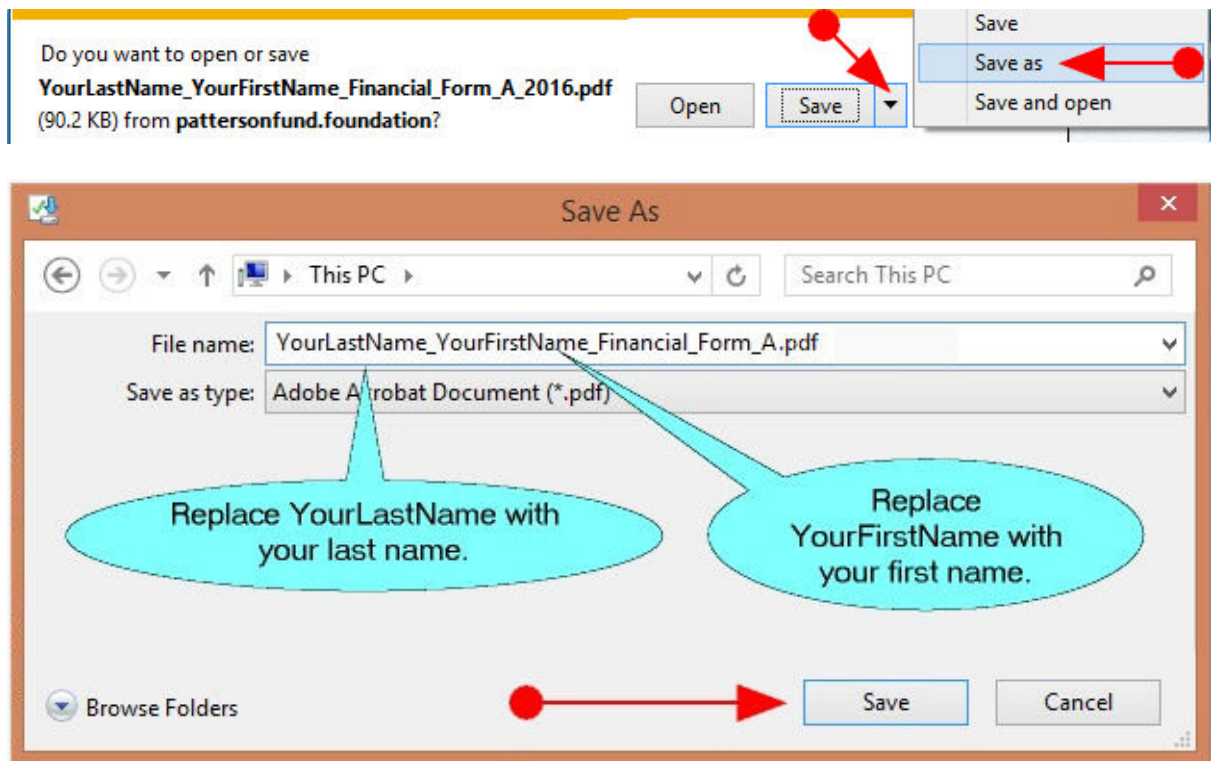 Do you want to open or save
YourLastName_YourFirstName_Financial_Form_A_2016.pdf
(90.2 KB) from pattersonfund.foundation?
Open
Save
Save
Save as
Save and open
Save As
This PC
Search This PC
File name: YourLastName_YourFirstName_Financial_Form_A.pdf
Save as type: Adobe Acrobat Document (*.pdf)
Replace YourLastName with
your last name.
Replace
YourFirstName with
your first name.
Browse Folders
Save
Cancel